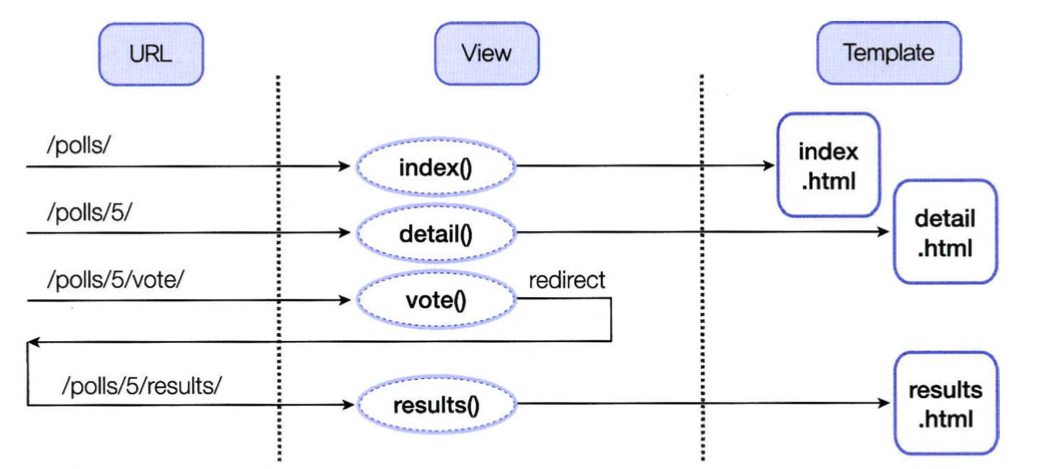 URL
View
Template
/polls/
index()
index
.html
/polls/5/
detail()
detail
.html
/polls/5/vote/
vote()
redirect
/polls/5/results/
results()
results
.html